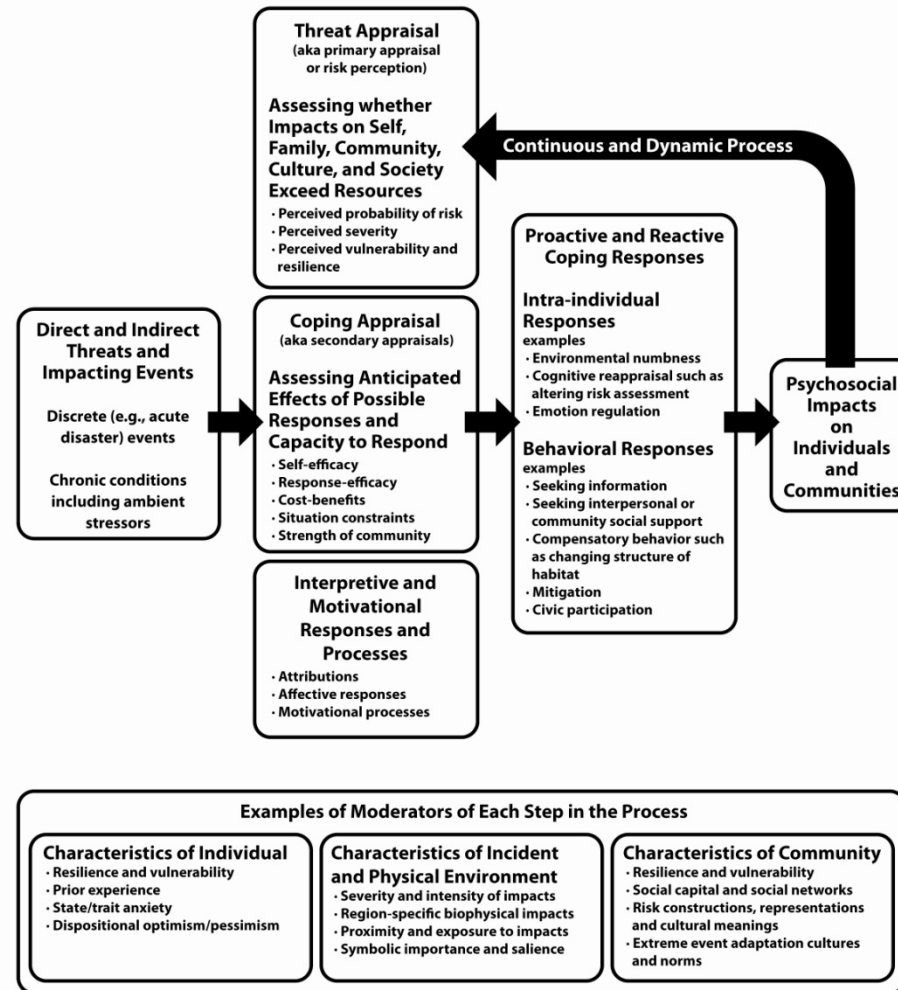 Threat Appraisal
(aka primary appraisal
or risk perception)
Assessing whether
Impacts on Self,
Family, Community,
Culture, and Society
Exceed Resources
· Perceived probability of risk
· Perceived severity
· Perceived vulnerability and
resilience
Continuous and Dynamic Process
Direct and Indirect
Threats and
Impacting Events
Discrete (e.g., acute
disaster) events
Chronic conditions
including ambient
stressors
Coping Appraisal
(aka secondary appraisals)
Assessing Anticipated
Effects of Possible
Responses and
Capacity to Respond
· Self-efficacy
· Response-efficacy
· Cost-benefits
· Situation constraints
· Strength of community
Interpretive and
Motivational
Responses and
Processes
· Attributions
· Affective responses
· Motivational processes
Proactive and Reactive
Coping Responses
Intra-individual
Responses
examples
· Environmental numbness
· Cognitive reappraisal such as
altering risk assessment
· Emotion regulation
Behavioral Responses
examples
· Seeking information
· Seeking interpersonal or
community social support
· Compensatory behavior such
as changing structure of
habitat
· Mitigation
· Civic participation
Psychosocial
Impacts
on
Individuals
and
Communities
Examples of Moderators of Each Step in the Process
Characteristics of Individual
· Resilience and vulnerability
· Prior experience
· State/trait anxiety
· Dispositional optimism/pessimism
Characteristics of Incident
and Physical Environment
· Severity and intensity of impacts
· Region-specific biophysical impacts
· Proximity and exposure to impacts
· Symbolic importance and salience
Characteristics of Community
· Resilience and vulnerability
· Social capital and social networks
· Risk constructions, representations
and cultural meanings
· Extreme event adaptation cultures
and norms